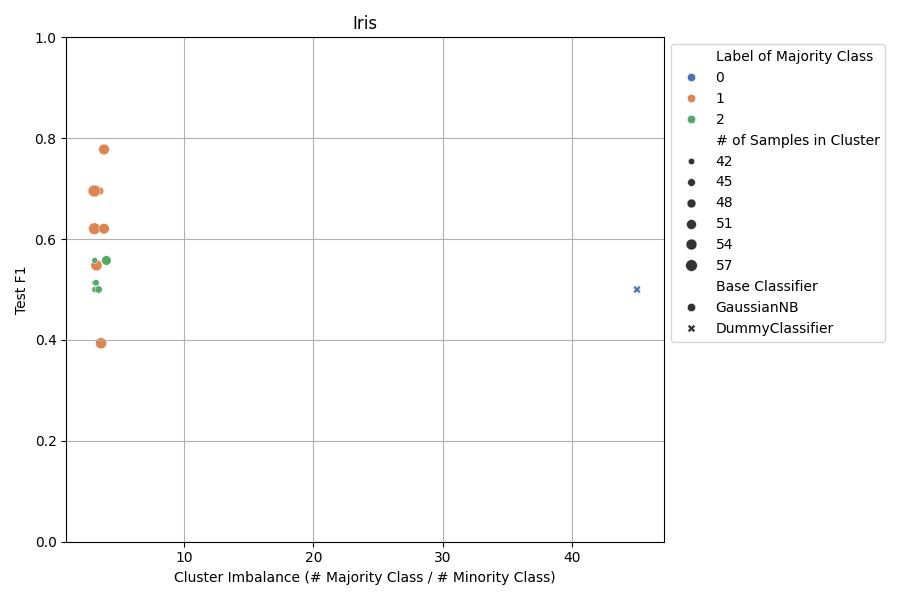 Iris
1.0
0.8
0.6
0.4
0.2
0.0
Test F1
10
20
30
40
Cluster Imbalance (# Majority Class / # Minority Class)
Label of Majority Class
0
1
2
# of Samples in Cluster
42
45
48
51
54
57
Base Classifier
GaussianNB
DummyClassifier